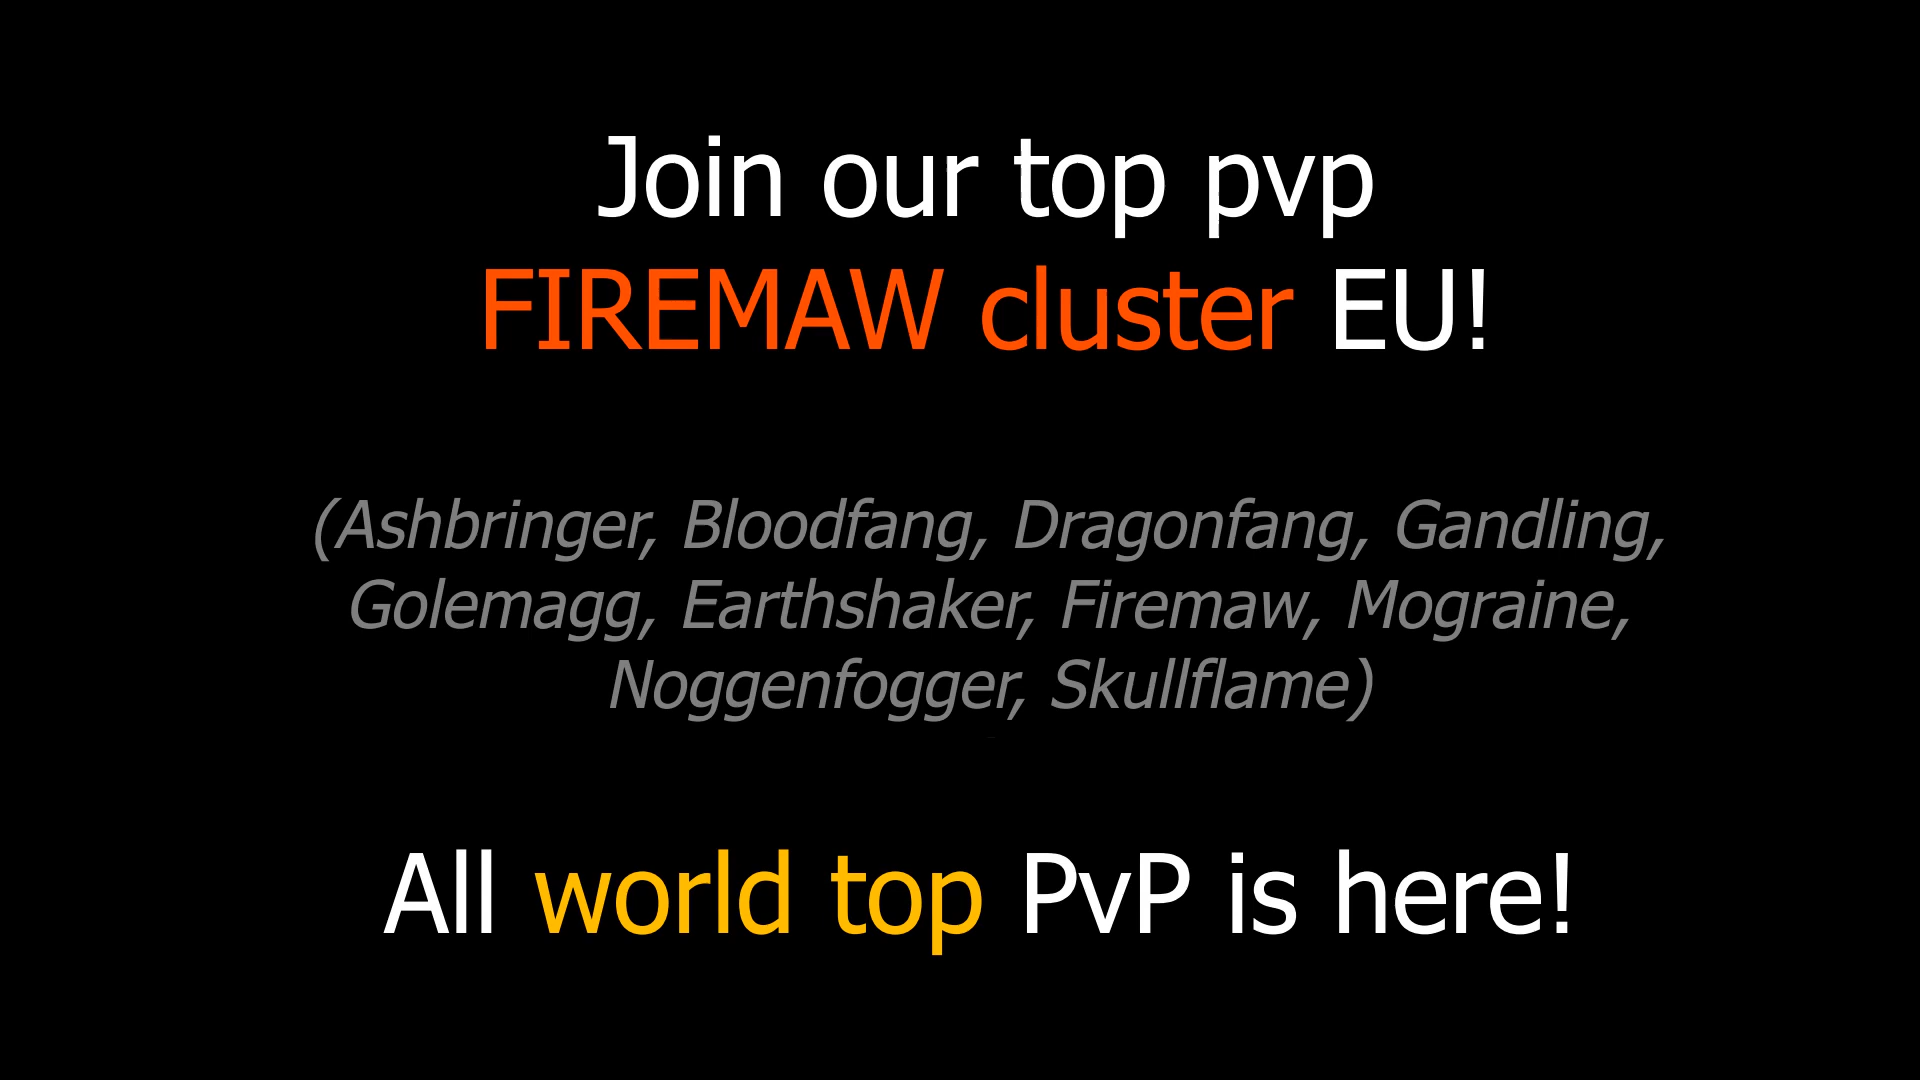 Join our top pvp
FIREMAW cluster EU!
(Ashbringer, Bloodfang, Dragonfang, Gandling,
Golemagg, Earthshaker, Firemaw, Mograine,
Noggenfogger, Skullflame)
All world top PvP is here!